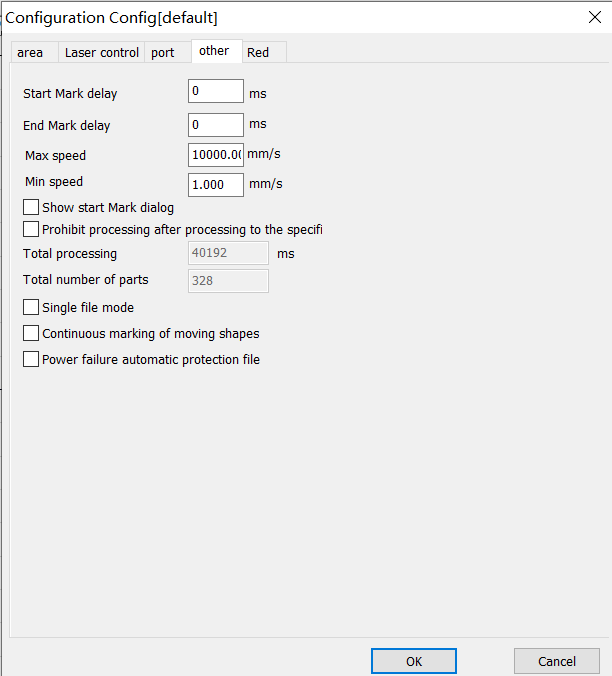 Configuration Config[default]
area Laser control port other Red
Start Mark delay 0 ms
End Mark delay 0 ms
Max speed 10000.00 mm/s
Min speed 1.000 mm/s
Show start Mark dialog
Prohibit processing after processing to the specifi
Total processing 40192 ms
Total number of parts 328
Single file mode
Continuous marking of moving shapes
Power failure automatic protection file
OK Cancel